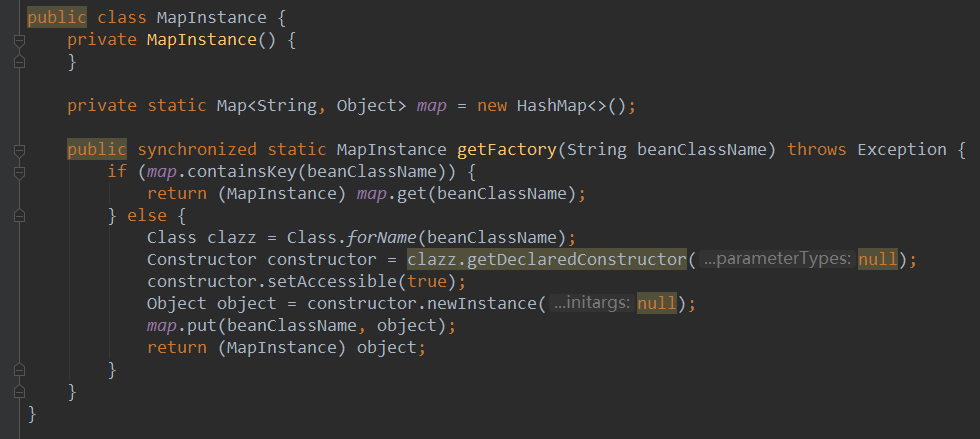 public class MapInstance {
    private MapInstance() {
    }

    private static Map<String, Object> map = new HashMap<>();

    public synchronized static MapInstance getFactory(String beanClassName) throws Exception {
        if (map.containsKey(beanClassName)) {
            return (MapInstance) map.get(beanClassName);
        } else {
            Class clazz = Class.forName(beanClassName);
            Constructor constructor = clazz.getDeclaredConstructor( ...parameterTypes: null);
            constructor.setAccessible(true);
            Object object = constructor.newInstance( ...initargs: null);
            map.put(beanClassName, object);
            return (MapInstance) object;
        }
    }
}